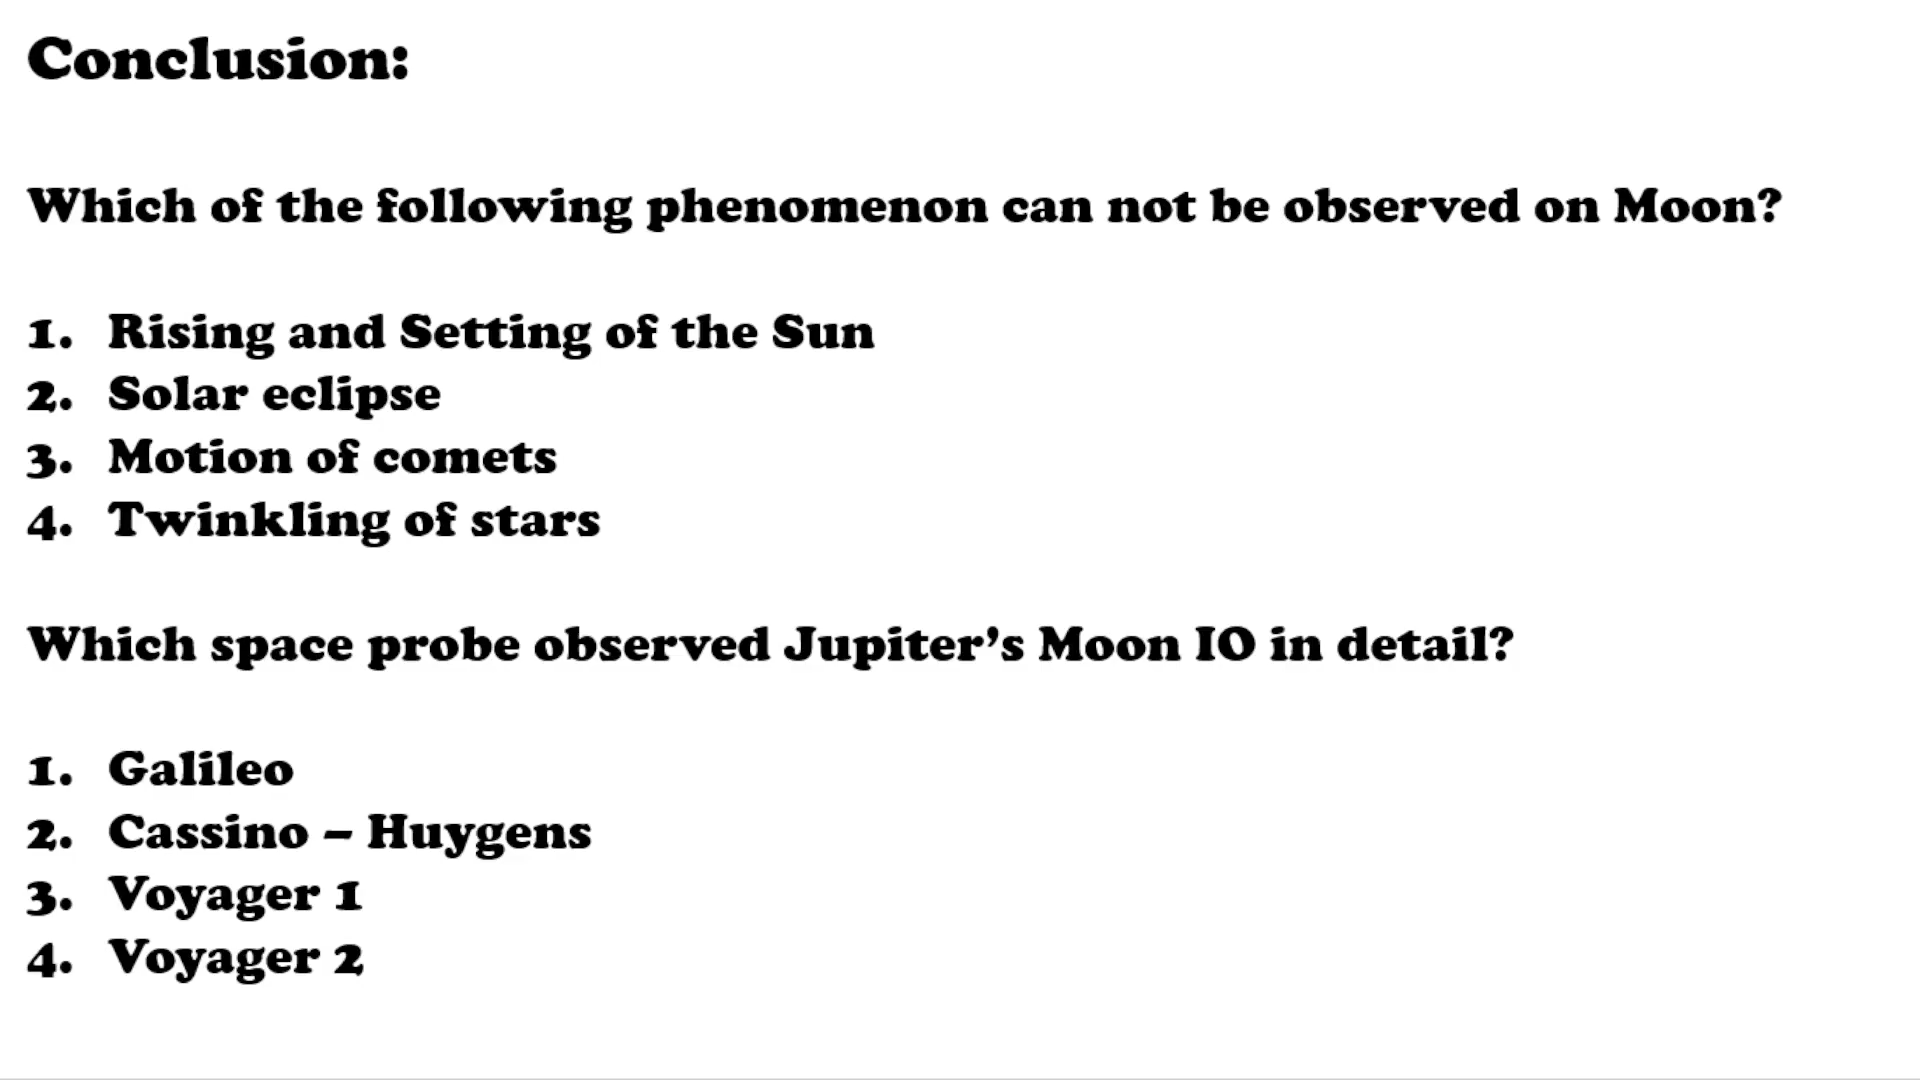 Conclusion:
Which of the following phenomenon can not be observed on Moon?
1. Rising and Setting of the Sun
2. Solar eclipse
3. Motion of comets
4. Twinkling of stars
Which space probe observed Jupiter’s Moon IO in detail?
1. Galileo
2. Cassino – Huygens
3. Voyager 1
4. Voyager 2